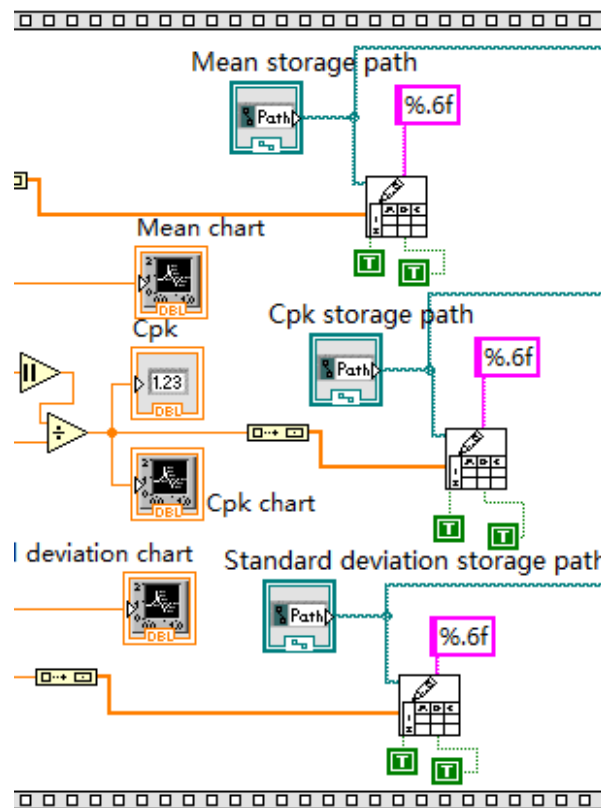 Mean storage path
Path
%.6f
T
T
Mean chart
DBL
Cpk
1.23
DBL
Cpk storage path
Path
%.6f
T
T
Cpk chart
DBL
d deviation chart
DBL
Standard deviation storage path
Path
%.6f
T
T